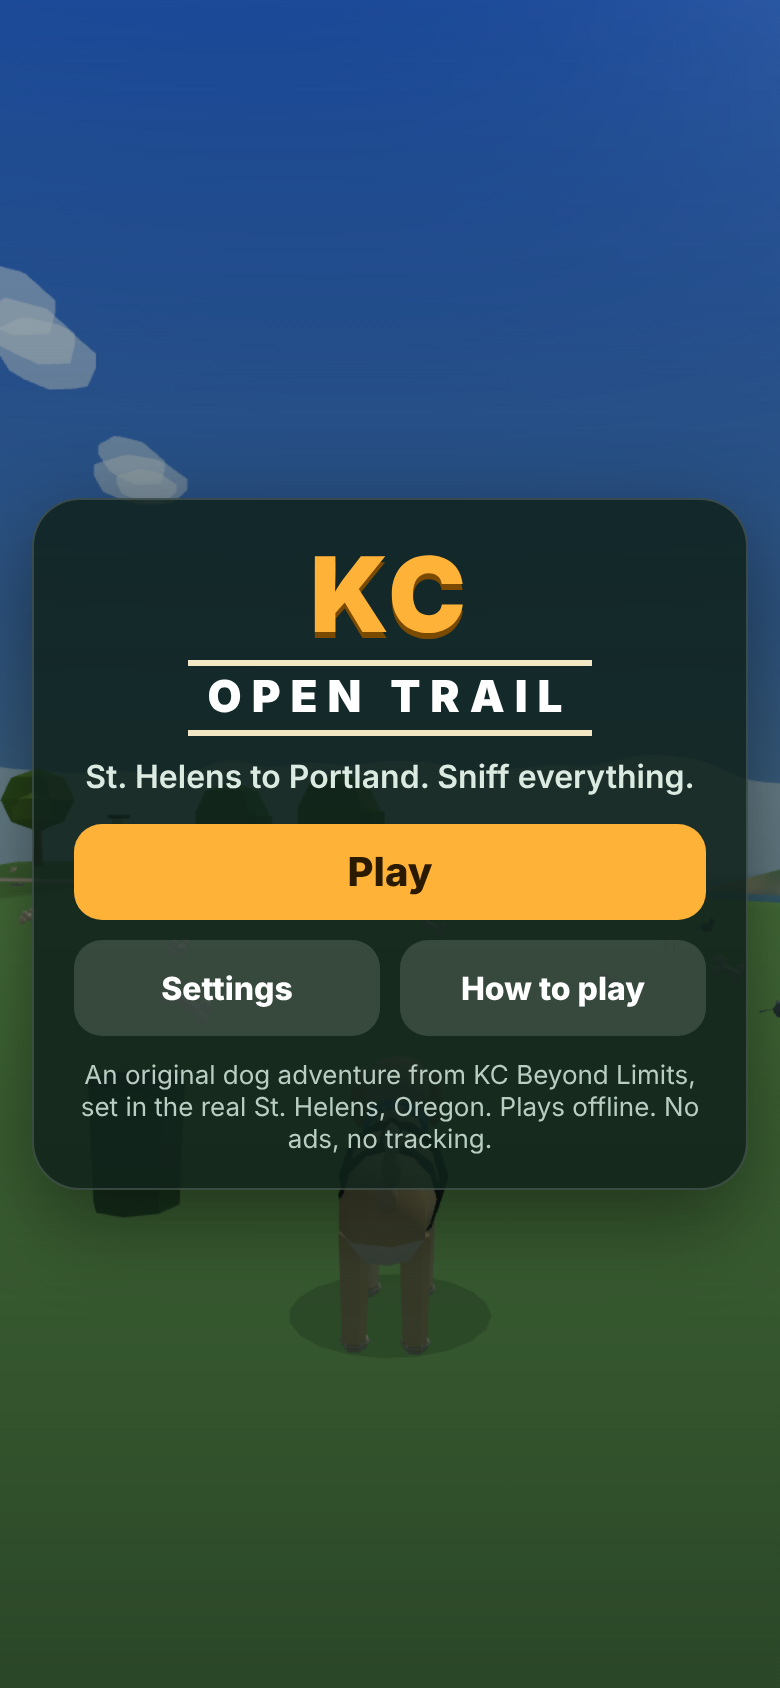 KC
OPEN TRAIL
St. Helens to Portland. Sniff everything.
Play
Settings
How to play
An original dog adventure from KC Beyond Limits,
set in the real St. Helens, Oregon. Plays offline. No
ads, no tracking.